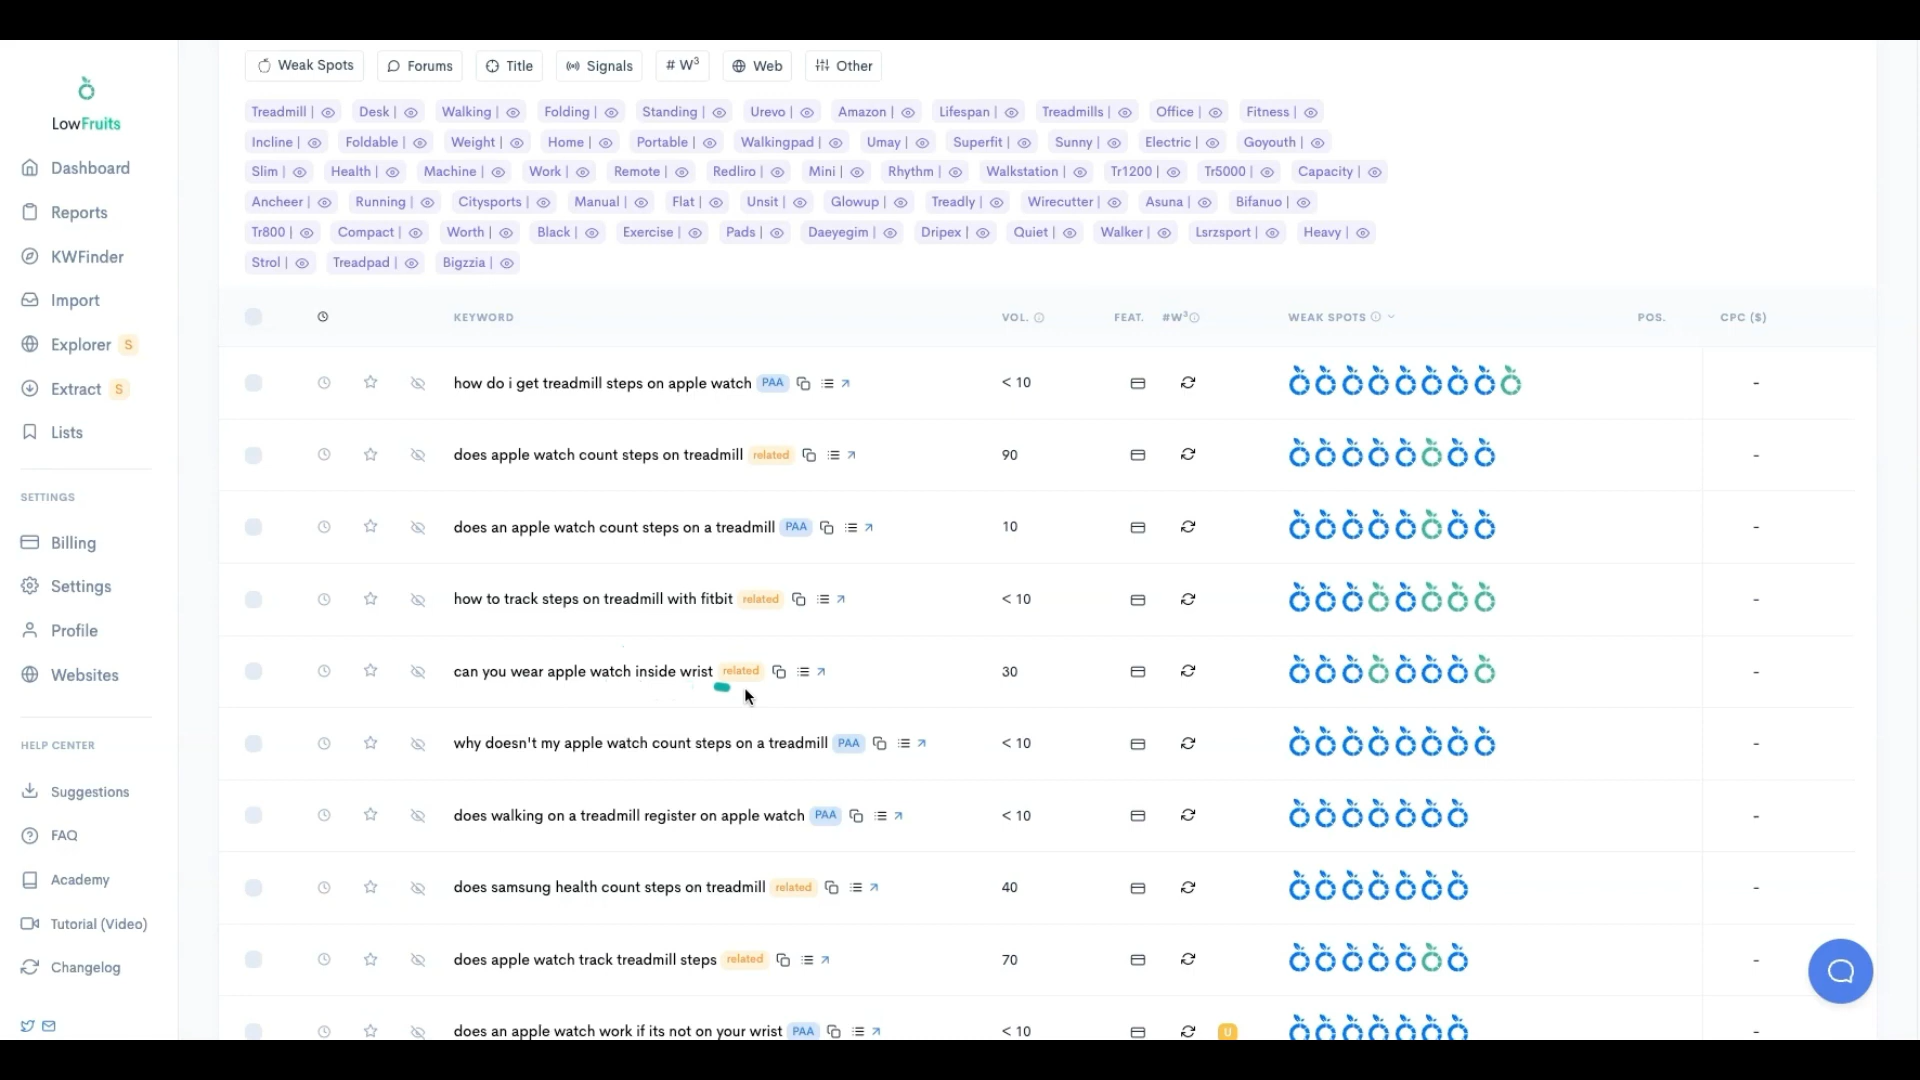 Weak Spots Forums Title Signals # W³ Web Other
LowFruits
Treadmill | Desk | Walking | Folding | Standing | Urevo | Amazon | Lifespan | Treadmills | Office | Fitness |
Incline | Foldable | Weight | Home | Portable | Walkingpad | Umay | Superfit | Sunny | Electric | Goyouth |
Slim | Health | Machine | Work | Remote | Redliro | Mini | Rhythm | Walkstation | Tr1200 | Tr5000 | Capacity |
Ancheer | Running | Citysports | Manual | Flat | Unsit | Glowup | Treadly | Wirecutter | Asuna | Bifanuo |
Tr800 | Compact | Worth | Black | Exercise | Pads | Daeyegim | Dripex | Quiet | Walker | Lsrzsport | Heavy |
Strol | Treadpad | Bigzzia |
Dashboard
Reports
KWFinder
Import
Explorer S
Extract S
Lists
SETTINGS
Billing
Settings
Profile
Websites
HELP CENTER
Suggestions
FAQ
Academy
Tutorial (Video)
Changelog
KEYWORD VOL. FEAT. #W³ WEAK SPOTS POS. CPC ($)
how do i get treadmill steps on apple watch PAA < 10 -
does apple watch count steps on treadmill related 90 -
does an apple watch count steps on a treadmill PAA 10 -
how to track steps on treadmill with fitbit related < 10 -
can you wear apple watch inside wrist related 30 -
why doesn't my apple watch count steps on a treadmill PAA < 10 -
does walking on a treadmill register on apple watch PAA < 10 -
does samsung health count steps on treadmill related 40 -
does apple watch track treadmill steps related 70 -
does an apple watch work if its not on your wrist PAA < 10 U -